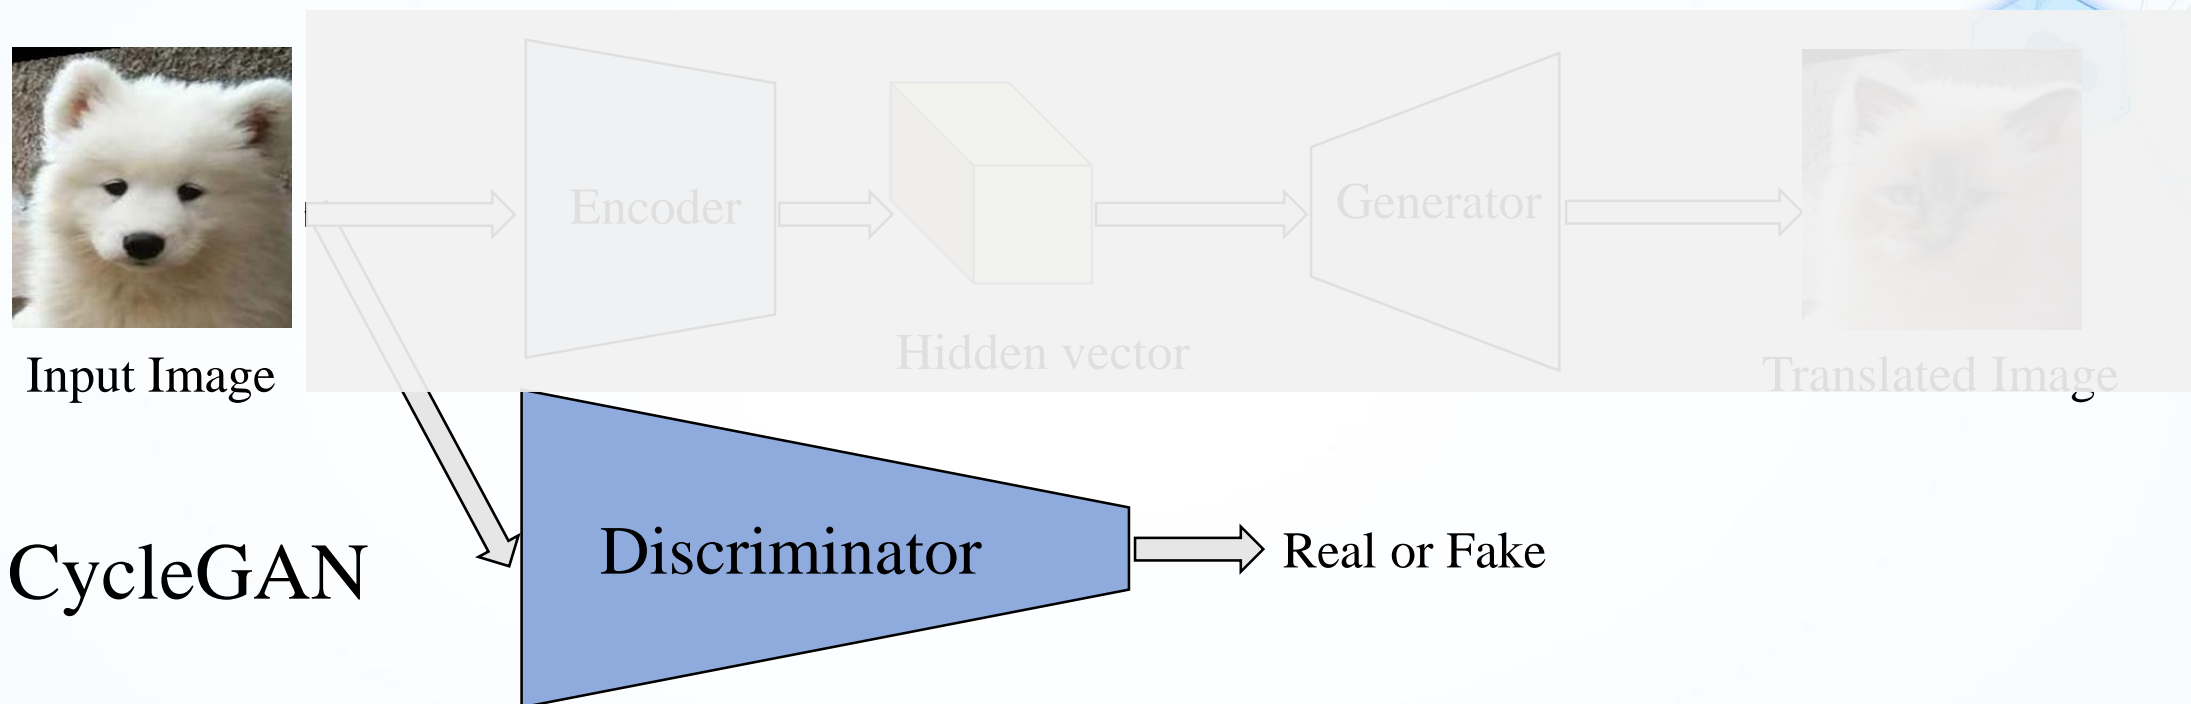 Encoder
Generator
Hidden vector
Input Image
Translated Image
Discriminator
Real or Fake
CycleGAN